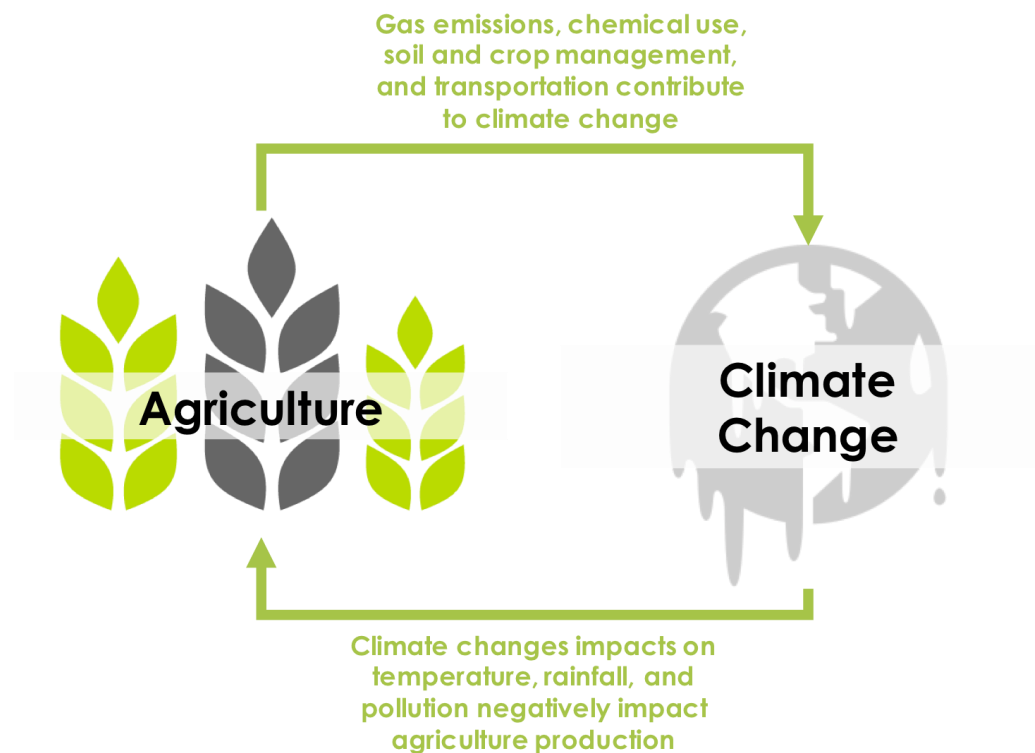 Gas emissions, chemical use,
soil and crop management,
and transportation contribute
to climate change
Agriculture
Climate
Change
Climate changes impacts on
temperature, rainfall, and
pollution negatively impact
agriculture production